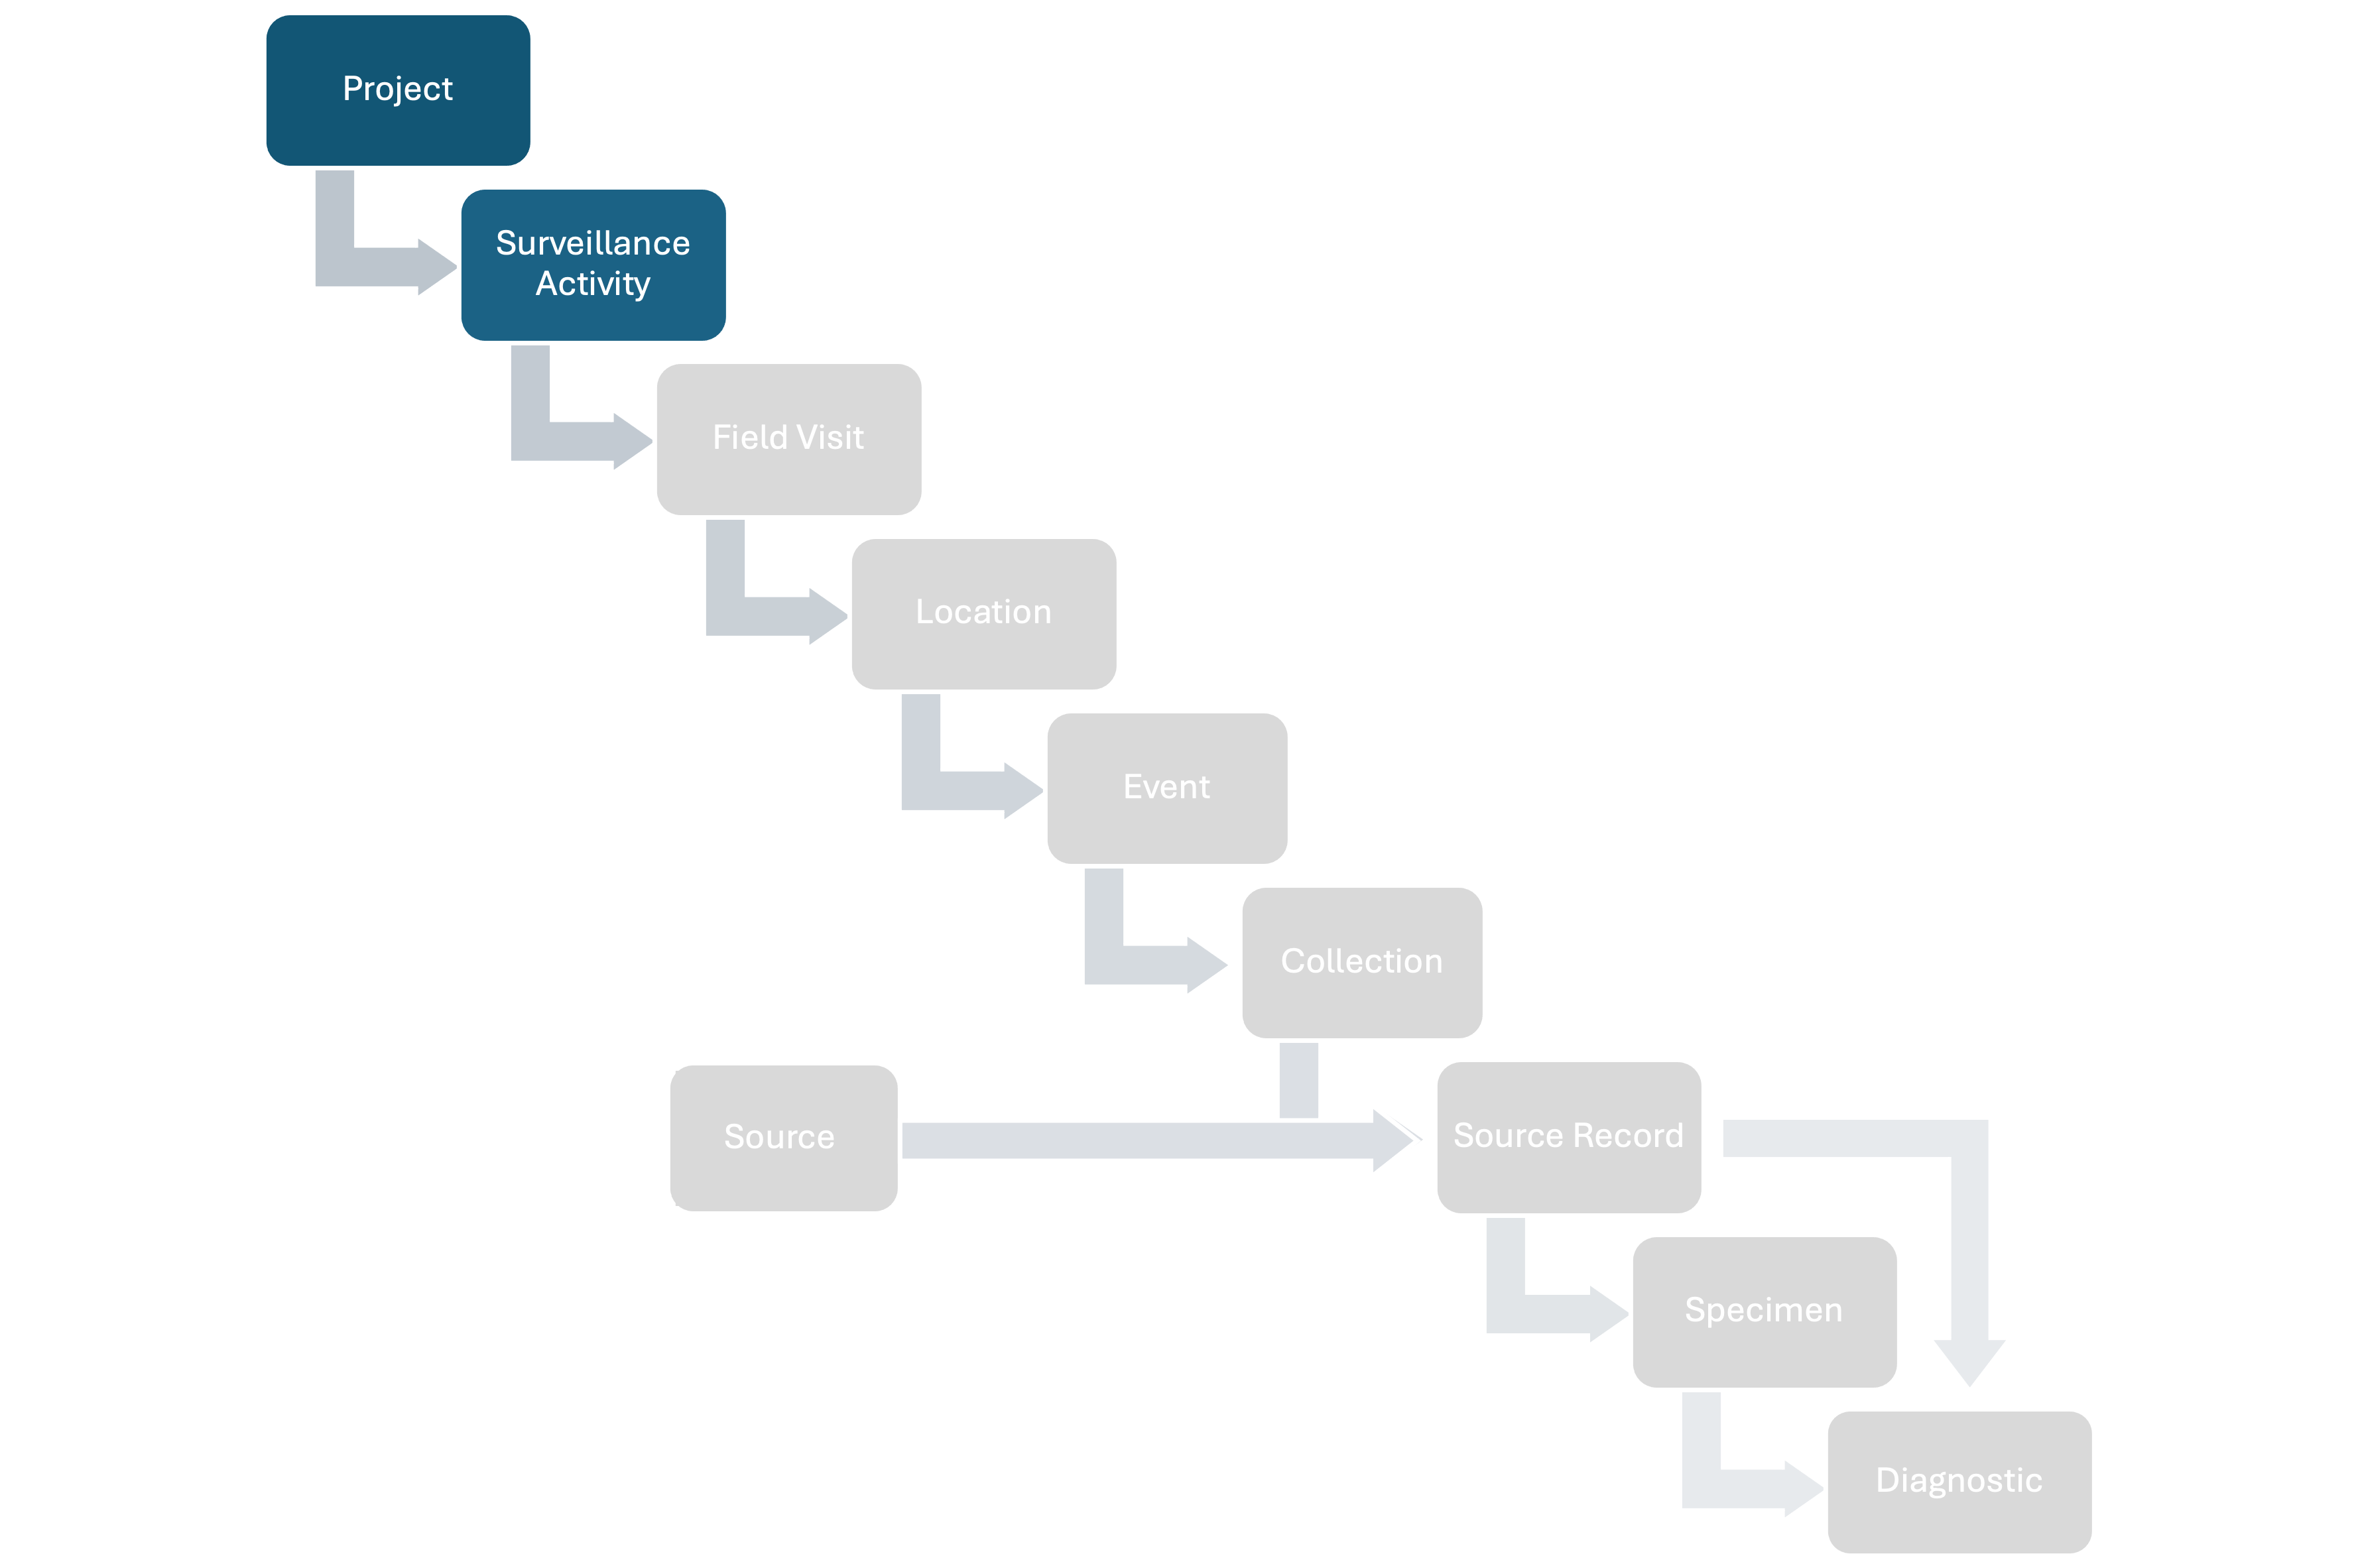 Project
Surveillance
Activity
Field Visit
Location
Event
Collection
Source
Source Record
Specimen
Diagnostic